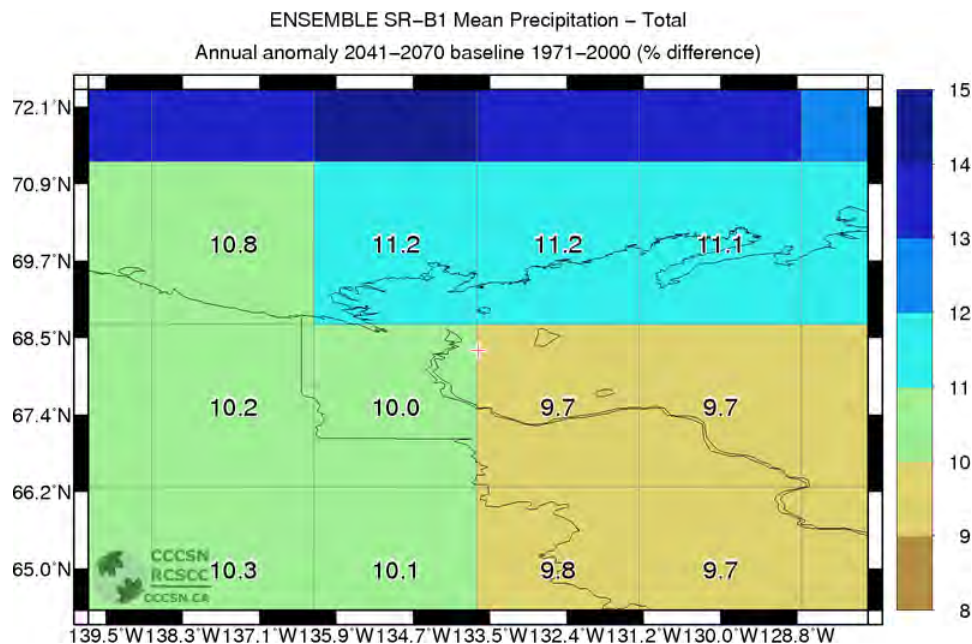 ENSEMBLE SR–B1 Mean Precipitation – Total
Annual anomaly 2041–2070 baseline 1971–2000 (% difference)
72.1˚N
15
14
70.9˚N
13
10.8 11.2 11.2 11.1
69.7˚N
12
68.5˚N
11
67.4˚N
10.2 10.0 9.7 9.7
10
66.2˚N
9
CCCSN
RCSCC
CCCSN.CA
65.0˚N
10.3 10.1 9.8 9.7
8
139.5˚W138.3˚W137.1˚W135.9˚W134.7˚W133.5˚W132.4˚W131.2˚W130.0˚W128.8˚W